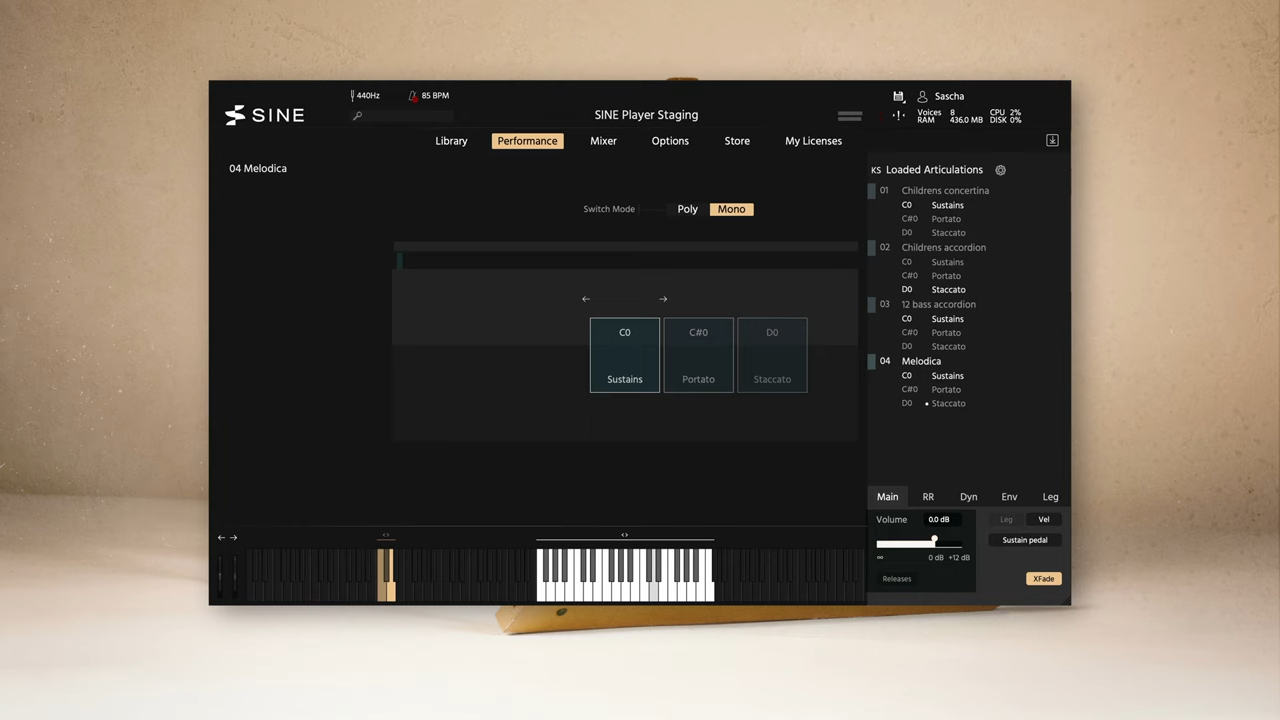 440Hz
85 BPM
SINE
SINE Player Staging
Sascha
Voices 8 CPU 2%
RAM 436.0 MB DISK 0%
Library Performance Mixer Options Store My Licenses
04 Melodica
KS Loaded Articulations
Switch Mode Poly Mono
01 Childrens concertina
C0 Sustains
C#0 Portato
D0 Staccato
02 Childrens accordion
C0 Sustains
C#0 Portato
D0 Staccato
03 12 bass accordion
C0 Sustains
C#0 Portato
D0 Staccato
04 Melodica
C0 Sustains
C#0 Portato
D0 Staccato
C0 C#0 D0
Sustains Portato Staccato
Main RR Dyn Env Leg
Volume 0.0 dB Leg Vel
Sustain pedal
∞ 0 dB +12 dB
Releases XFade